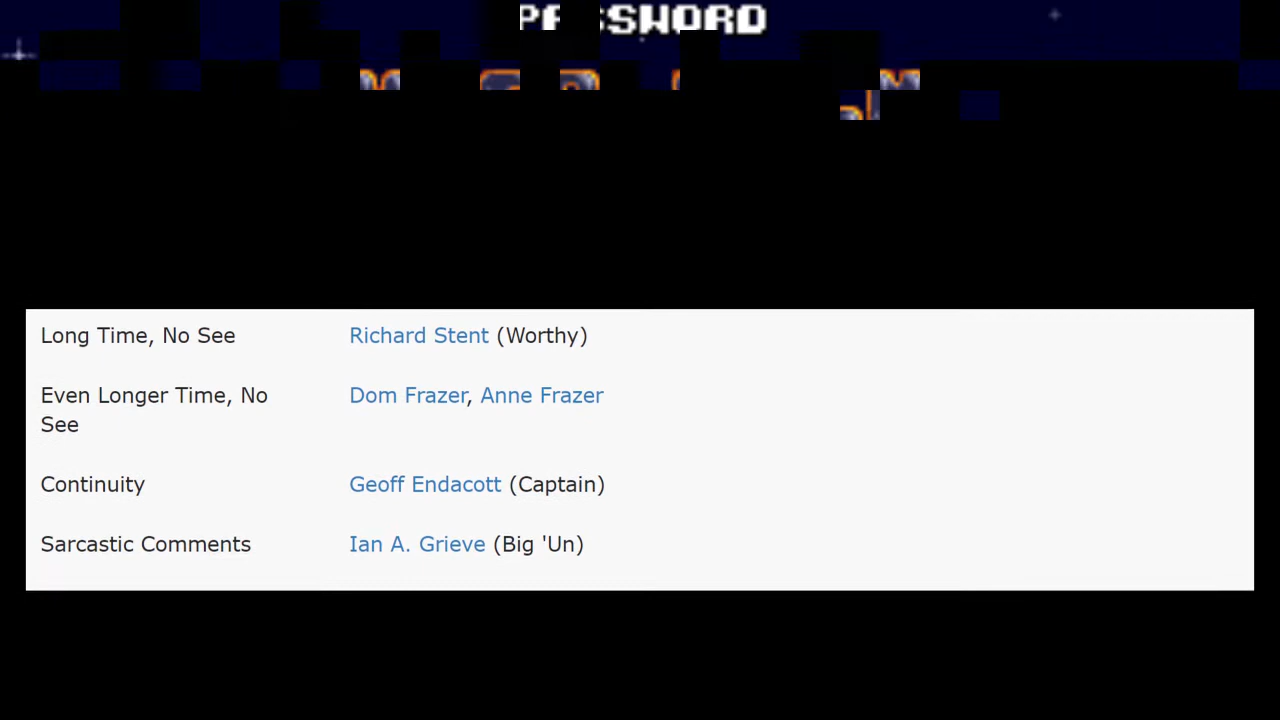 Long Time, No See Richard Stent (Worthy)
Even Longer Time, No Dom Frazer, Anne Frazer
See
Continuity Geoff Endacott (Captain)
Sarcastic Comments Ian A. Grieve (Big 'Un)